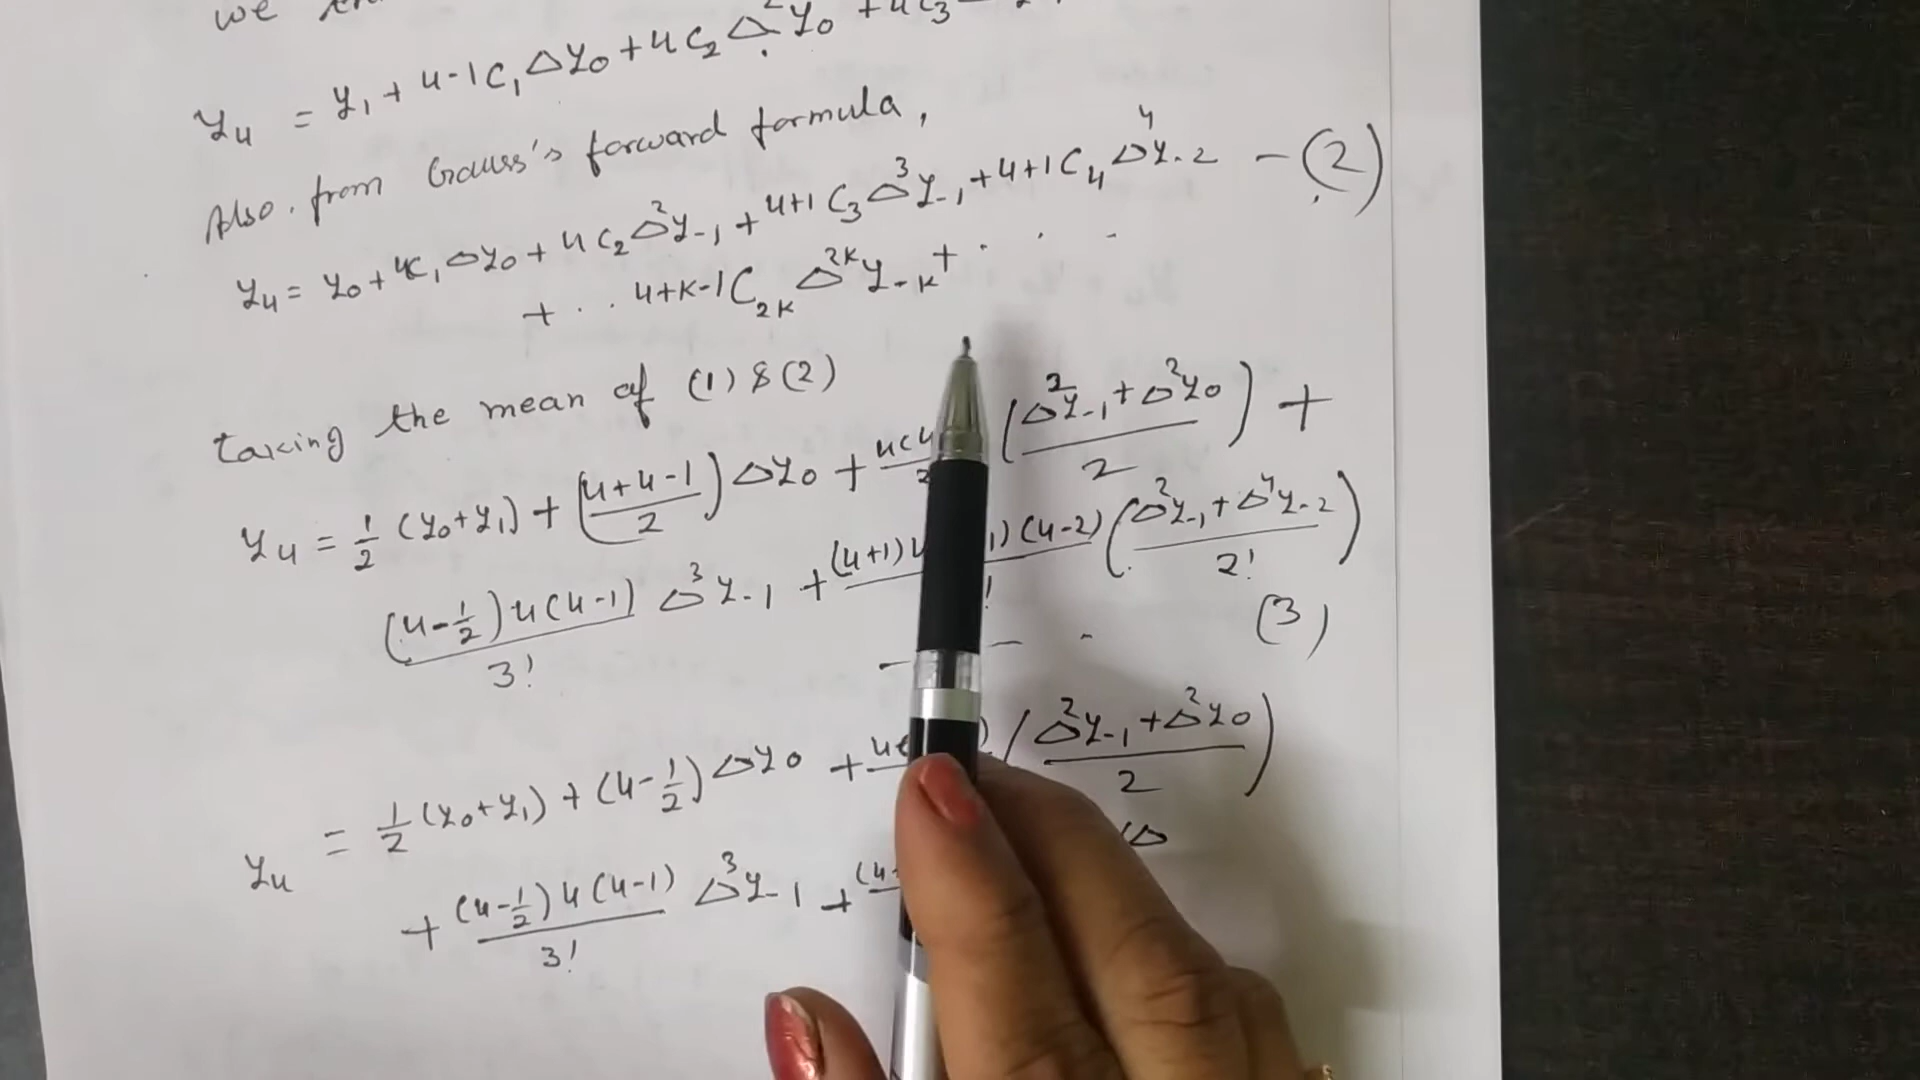 we
y_u = y_1 + u-1C_1 Δy_0 + uC_2 Δ²y_0 + uC_3
Also. from Gauss's forward formula,
y_u = y_0 + uC_1 Δy_0 + uC_2 Δ²y_-1 + u+1C_3 Δ³y_-1 + u+1C_4 Δ⁴y_-2 - (2)
+ . . u+k-1C_2k Δ^2k y_-k + . . .
taking the mean of (1) & (2)
y_u = 1/2 (y_0+y_1) + (u+u-1/2) Δy_0 + (Δ²y_-1 + Δ²y_0 / 2) +
(u-1/2)u(u-1)/3! Δ³y_-1 + (u+1) (u-2) (Δ²y_-1 + Δ⁴y_-2 / 2!)
(3)
y_u = 1/2 (y_0+y_1) + (u-1/2) Δy_0 + (Δ²y_-1 + Δ²y_0 / 2)
+ (u-1/2)u(u-1)/3! Δ³y_-1 +